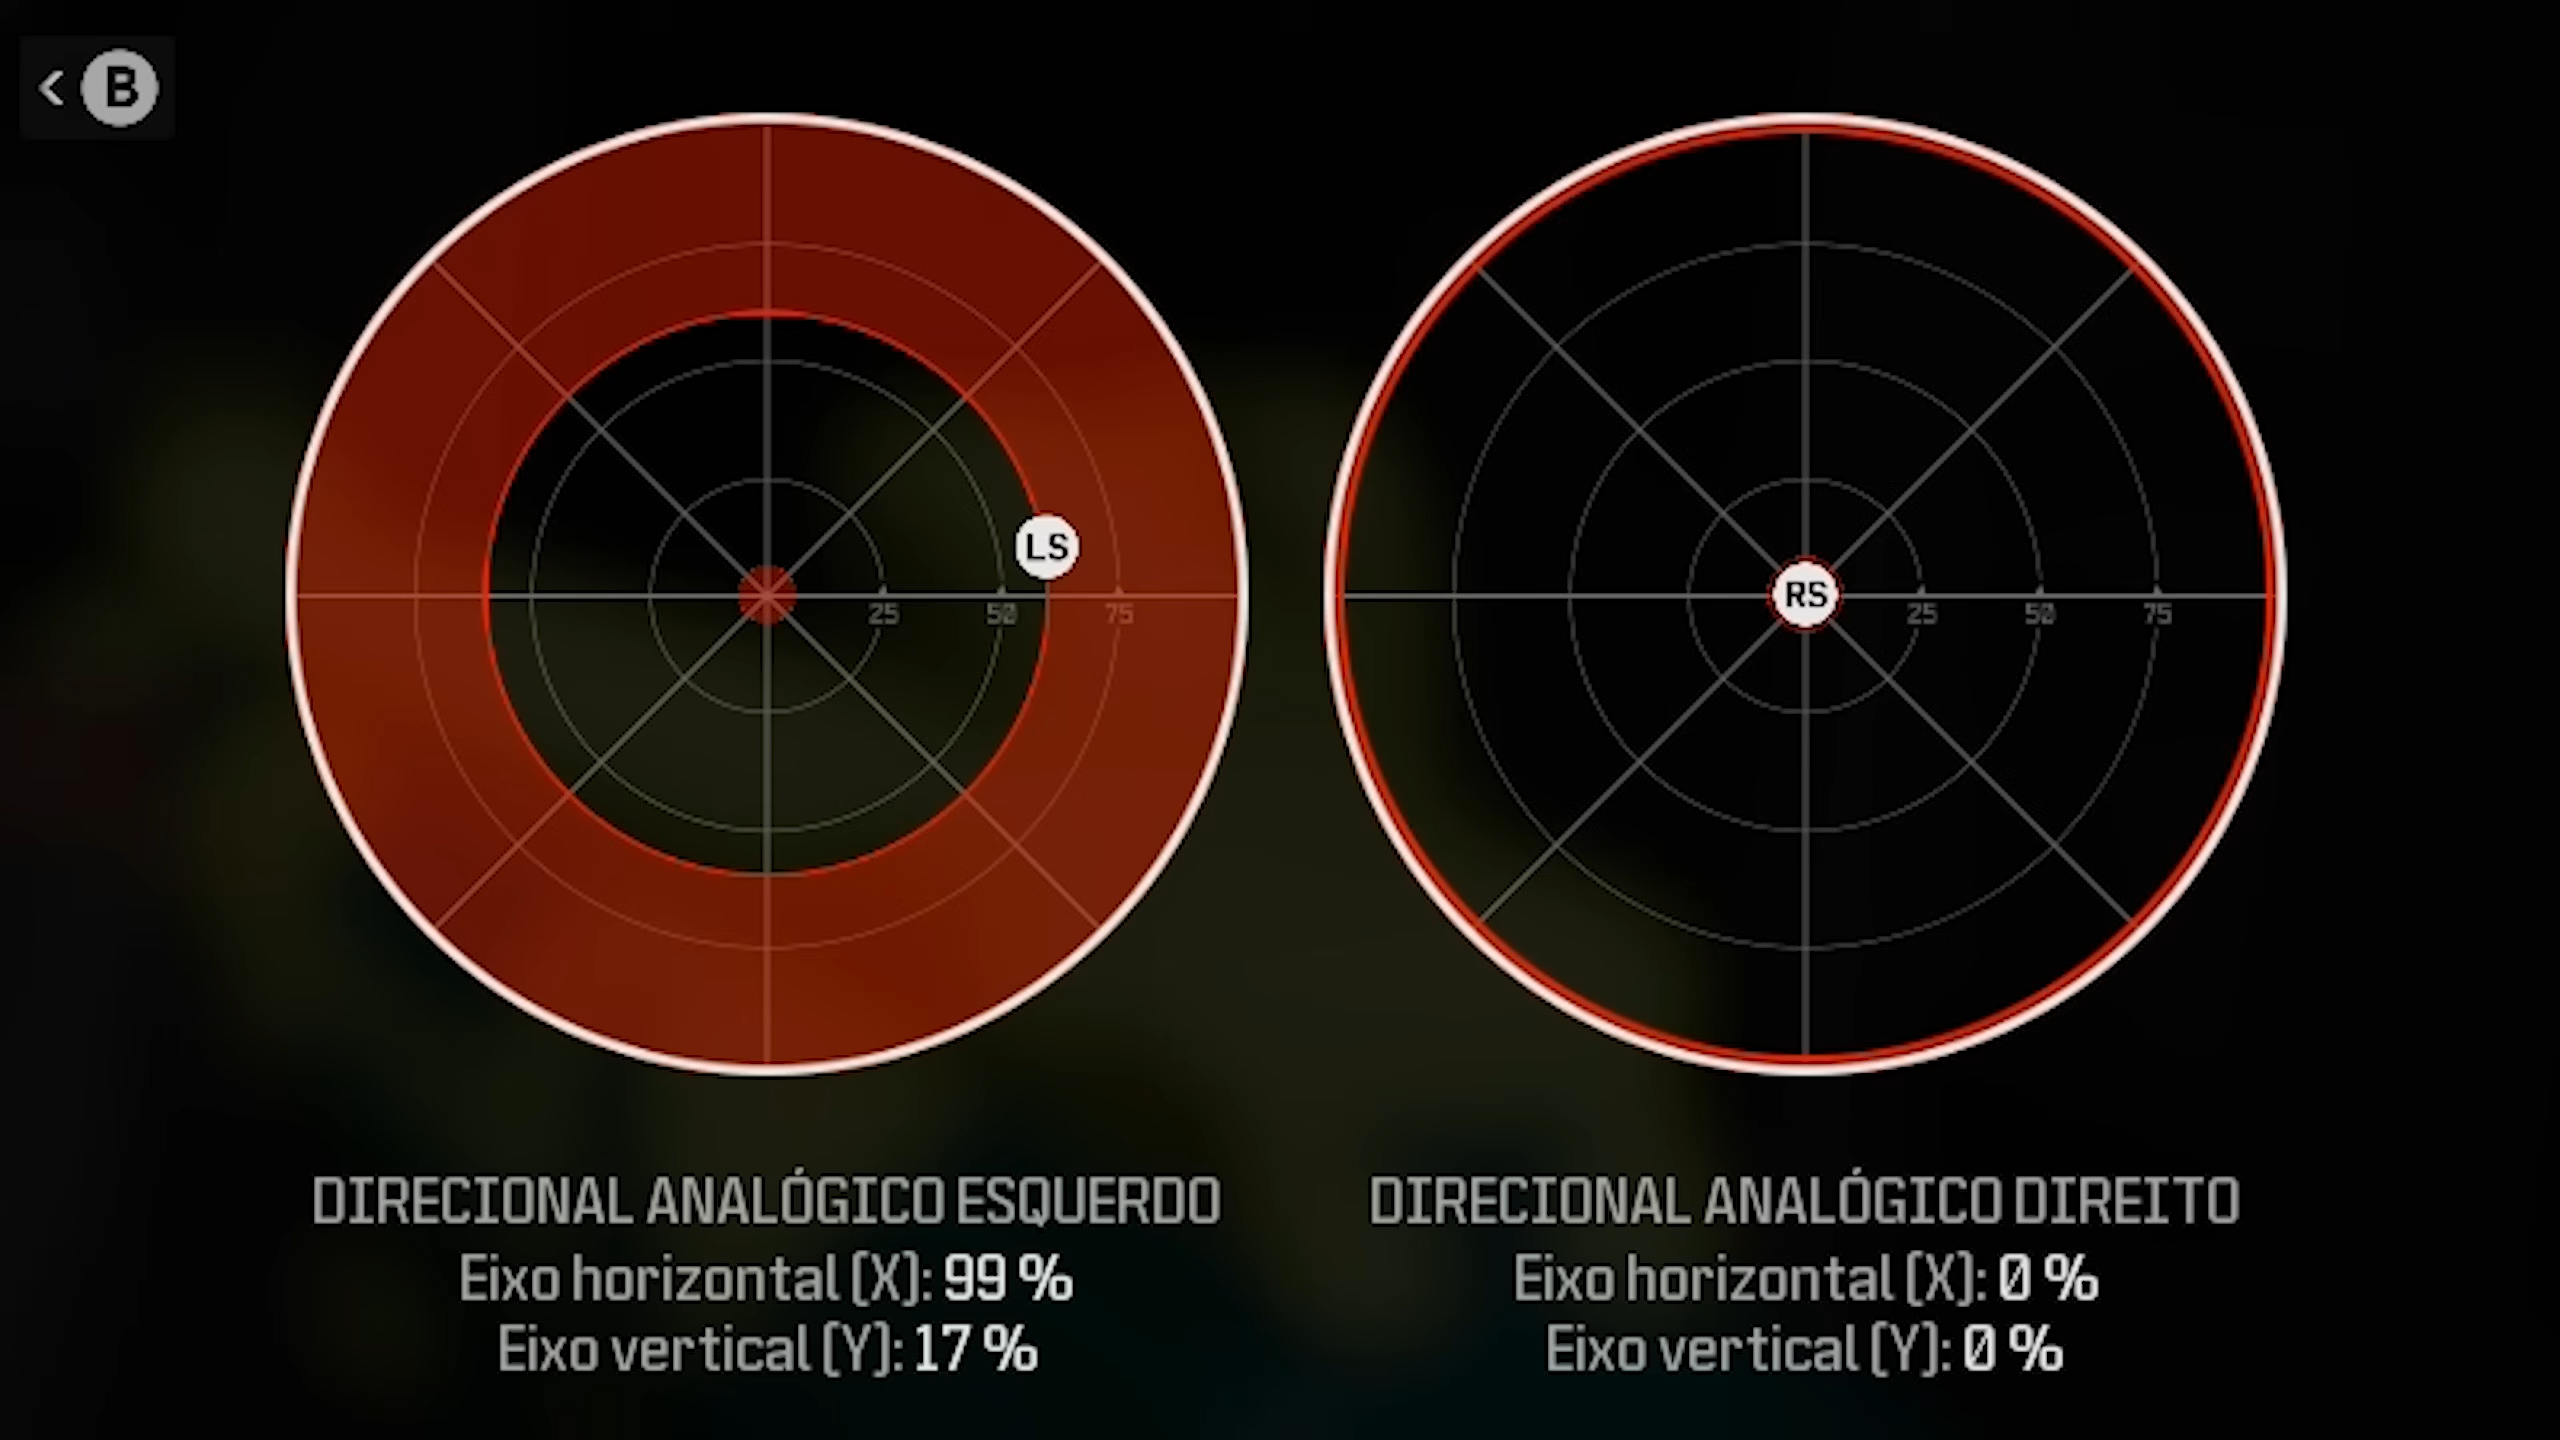 < B
LS
25 50 75
RS
25 50 75
DIRECIONAL ANALÓGICO ESQUERDO
Eixo horizontal (X): 99 %
Eixo vertical (Y): 17 %
DIRECIONAL ANALÓGICO DIREITO
Eixo horizontal (X): 0 %
Eixo vertical (Y): 0 %